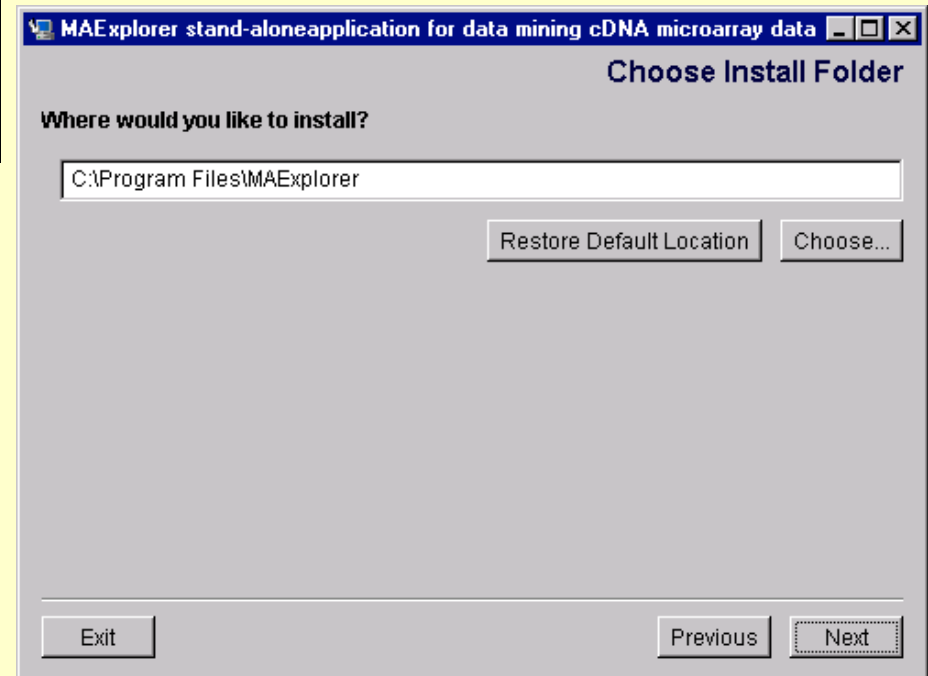 MAExplorer stand-aloneapplication for data mining cDNA microarray data
Choose Install Folder
Where would you like to install?
C:\Program Files\MAExplorer
Restore Default Location Choose...
Exit Previous Next